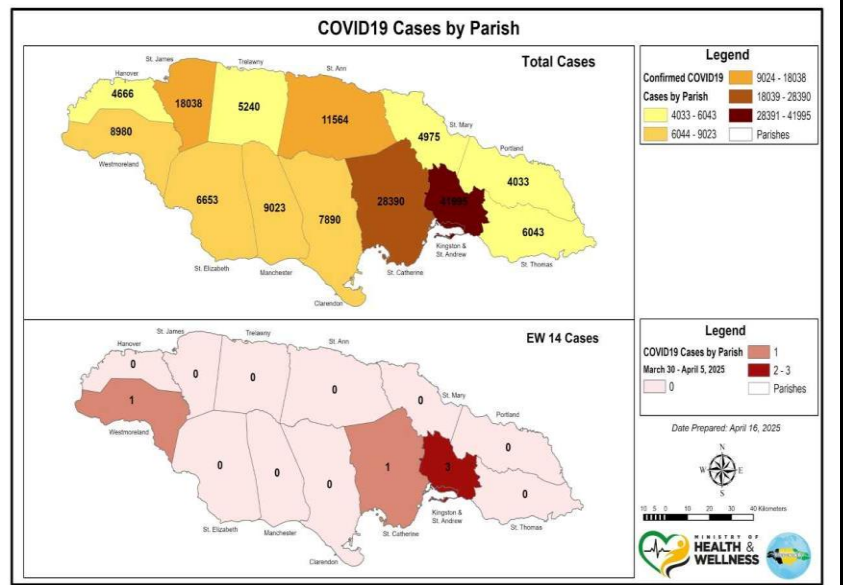 COVID19 Cases by Parish
Total Cases
St. James
Trelawny
St. Ann
Hanover
4666
18038
5240
11564
8980
4975
St. Mary
Portland
Westmoreland
4033
6653
9023
7890
28390
41995
6043
Kingston &
St. Andrew
St. Thomas
St. Elizabeth
Manchester
St. Catherine
Clarendon
Legend
Confirmed COVID19
Cases by Parish
4033 - 6043
6044 - 9023
9024 - 18038
18039 - 28390
28391 - 41995
Parishes
EW 14 Cases
St. James
Trelawny
St. Ann
Hanover
0
0
0
0
1
0
St. Mary
Portland
Westmoreland
0
0
0
0
1
3
0
Kingston &
St. Andrew
St. Thomas
St. Elizabeth
Manchester
St. Catherine
Clarendon
Legend
COVID19 Cases by Parish
March 30 - April 5, 2025
0
1
2 - 3
Parishes
Date Prepared: April 16, 2025
N
W
E
S
10 5 0 10 20 30 40 Kilometers
MINISTRY OF
HEALTH &
WELLNESS